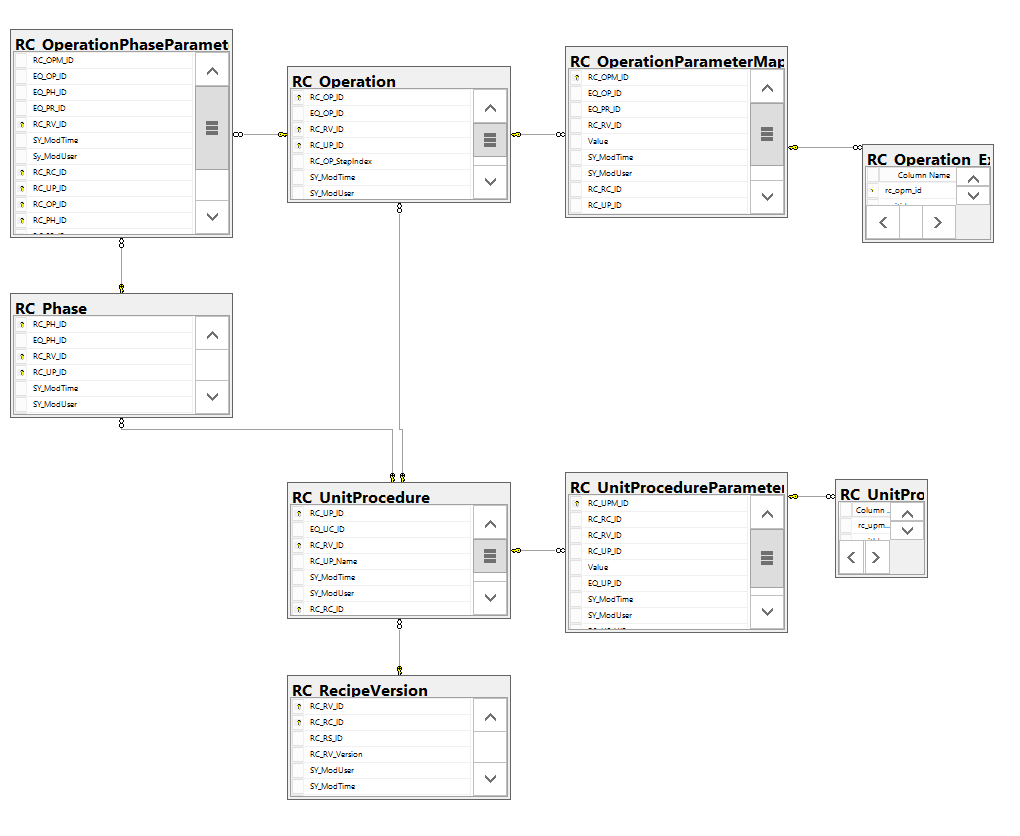 RC_OperationPhaseParamet
RC_OPM_ID
EQ_OP_ID
EQ_PH_ID
EQ_PR_ID
RC_RV_ID
SY_ModTime
Sy_ModUser
RC_RC_ID
RC_UP_ID
RC_OP_ID
RC_PH_ID
RC_Operation
RC_OP_ID
EQ_OP_ID
RC_RV_ID
RC_UP_ID
RC_OP_StepIndex
SY_ModTime
SY_ModUser
RC_OperationParameterMap
RC_OPM_ID
EQ_OP_ID
EQ_PR_ID
RC_RV_ID
Value
SY_ModTime
SY_ModUser
RC_RC_ID
RC_UP_ID
RC_Operation_Ex
Column Name
rc_opm_id
RC_Phase
RC_PH_ID
EQ_PH_ID
RC_RV_ID
RC_UP_ID
SY_ModTime
SY_ModUser
RC_UnitProcedure
RC_UP_ID
EQ_UC_ID
RC_RV_ID
RC_UP_Name
SY_ModTime
SY_ModUser
RC_RC_ID
RC_UnitProcedureParameter
RC_UPM_ID
RC_RC_ID
RC_RV_ID
RC_UP_ID
Value
EQ_UP_ID
SY_ModTime
SY_ModUser
RC_UnitPro
Column ..
rc_upm...
RC_RecipeVersion
RC_RV_ID
RC_RC_ID
RC_RS_ID
RC_RV_Version
SY_ModUser
SY_ModTime